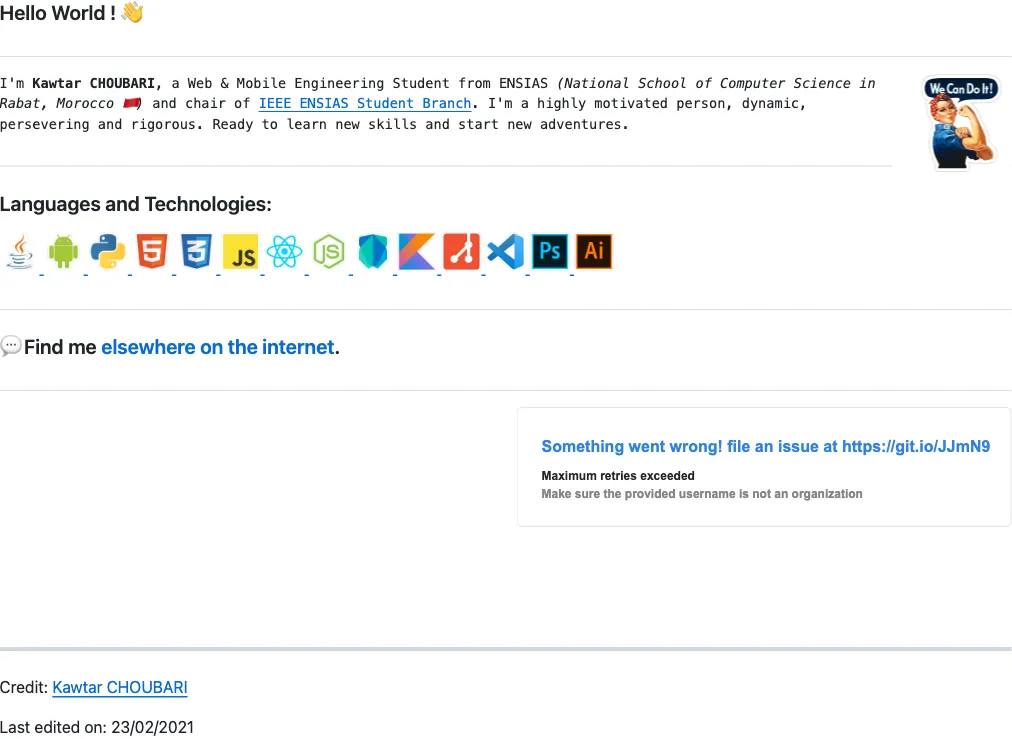 Hello World ! 👋
I'm Kawtar CHOUBARI, a Web & Mobile Engineering Student from ENSIAS (National School of Computer Science in
Rabat, Morocco 🇲🇦) and chair of IEEE ENSIAS Student Branch. I'm a highly motivated person, dynamic,
persevering and rigorous. Ready to learn new skills and start new adventures.
We Can Do It!
Languages and Technologies:
5 3 JS JS Ps Ai
💬Find me elsewhere on the internet.
Something went wrong! file an issue at https://git.io/JJmN9
Maximum retries exceeded
Make sure the provided username is not an organization
Credit: Kawtar CHOUBARI
Last edited on: 23/02/2021